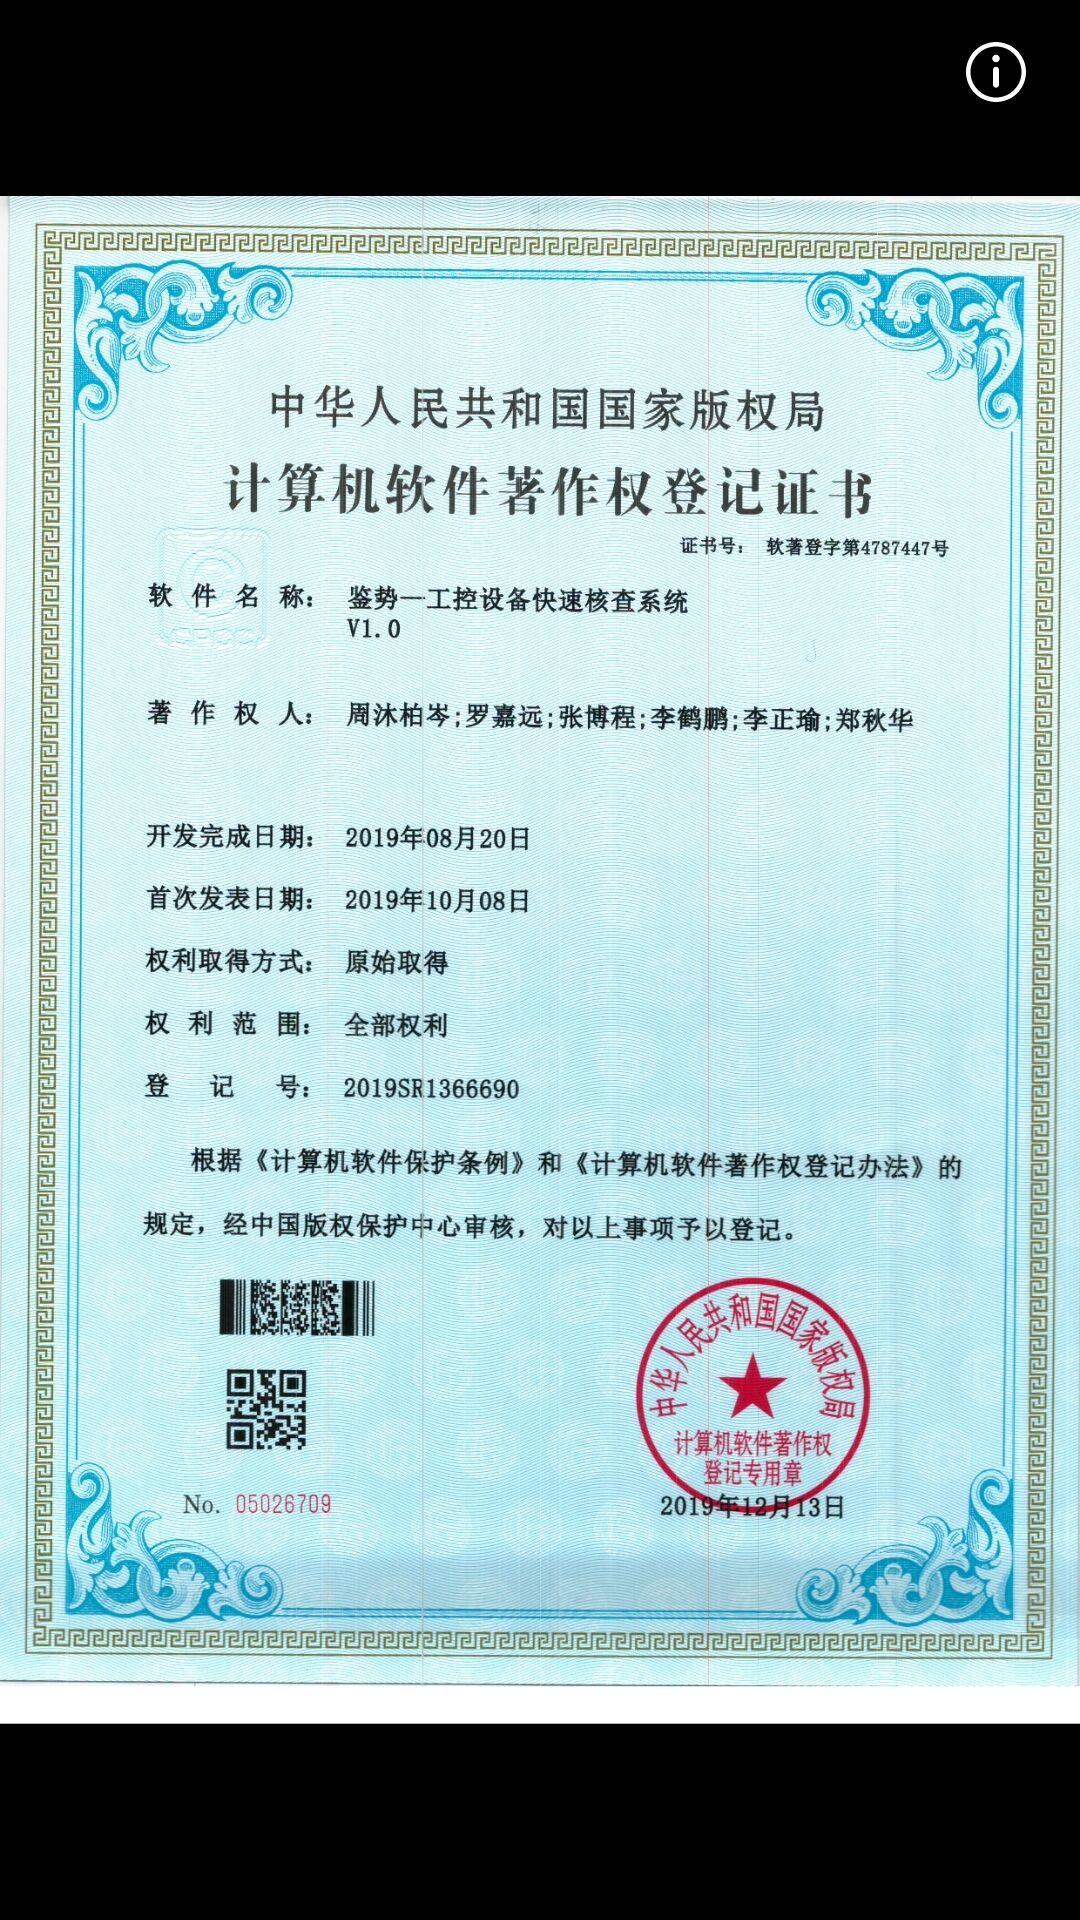 中华人民共和国国家版权局
计算机软件著作权登记证书
证书号： 软著登字第4787447号
软件名称： 鉴势—工控设备快速核查系统
V1.0
著作权人： 周沐柏岑;罗嘉远;张博程;李鹤鹏;李正瑜;郑秋华
开发完成日期： 2019年08月20日
首次发表日期： 2019年10月08日
权利取得方式： 原始取得
权利范围： 全部权利
登记号： 2019SR1366690
根据《计算机软件保护条例》和《计算机软件著作权登记办法》的
规定，经中国版权保护中心审核，对以上事项予以登记。
中华人民共和国国家版权局
计算机软件著作权
登记专用章
No. 05026709
2019年12月13日